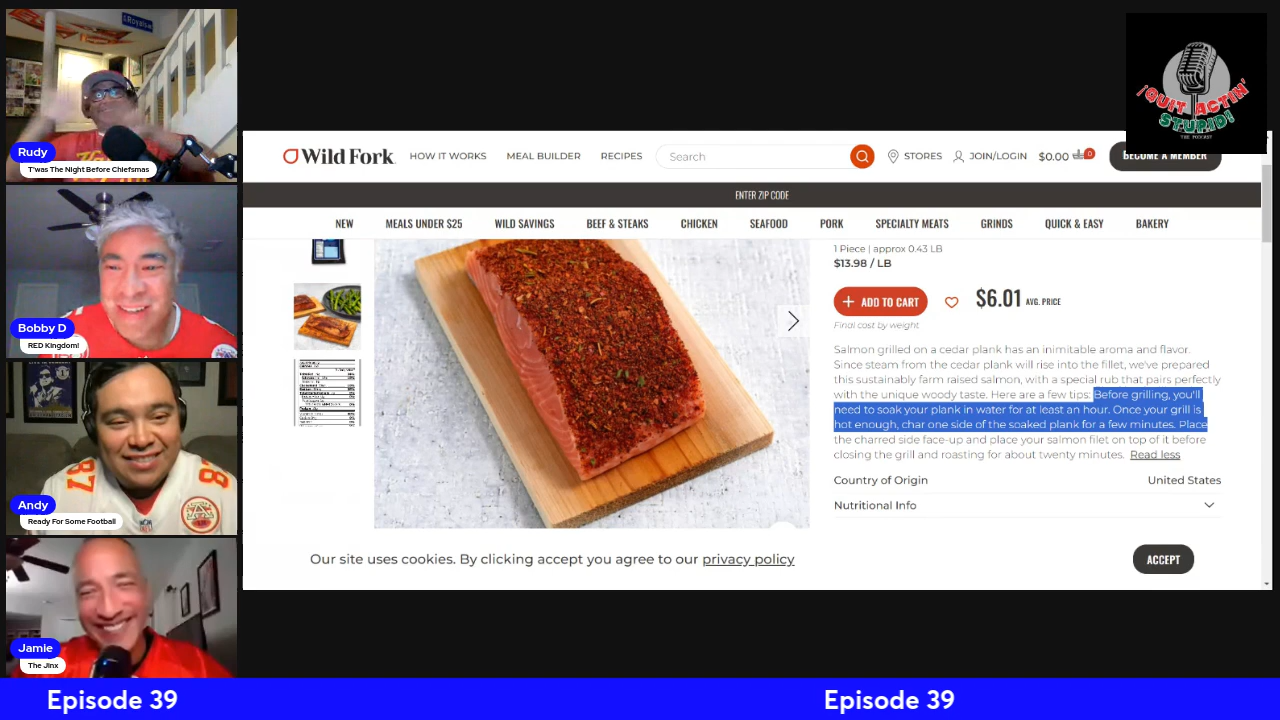 Royals
Rudy
T'was The Night Before Chiefsmas
Bobby D
RED Kingdom!
87
Andy
Ready For Some Football
Jamie
The Jinx
¡QUIT ACTIN'
STUPID!
THE PODCAST
Wild Fork
HOW IT WORKS
MEAL BUILDER
RECIPES
Search
STORES
JOIN/LOGIN
$0.00
0
BECOME A MEMBER
ENTER ZIP CODE
NEW
MEALS UNDER $25
WILD SAVINGS
BEEF & STEAKS
CHICKEN
SEAFOOD
PORK
SPECIALTY MEATS
GRINDS
QUICK & EASY
BAKERY
1 Piece | approx 0.43 LB
$13.98 / LB
+ ADD TO CART
$6.01 AVG. PRICE
Final cost by weight
Salmon grilled on a cedar plank has an inimitable aroma and flavor.
Since steam from the cedar plank will rise into the fillet, we've prepared
this sustainably farm raised salmon, with a special rub that pairs perfectly
with the unique woody taste. Here are a few tips: Before grilling, you'll
need to soak your plank in water for at least an hour. Once your grill is
hot enough, char one side of the soaked plank for a few minutes. Place
the charred side face-up and place your salmon filet on top of it before
closing the grill and roasting for about twenty minutes. Read less
Country of Origin
United States
Nutritional Info
Our site uses cookies. By clicking accept you agree to our privacy policy
ACCEPT
Episode 39
Episode 39